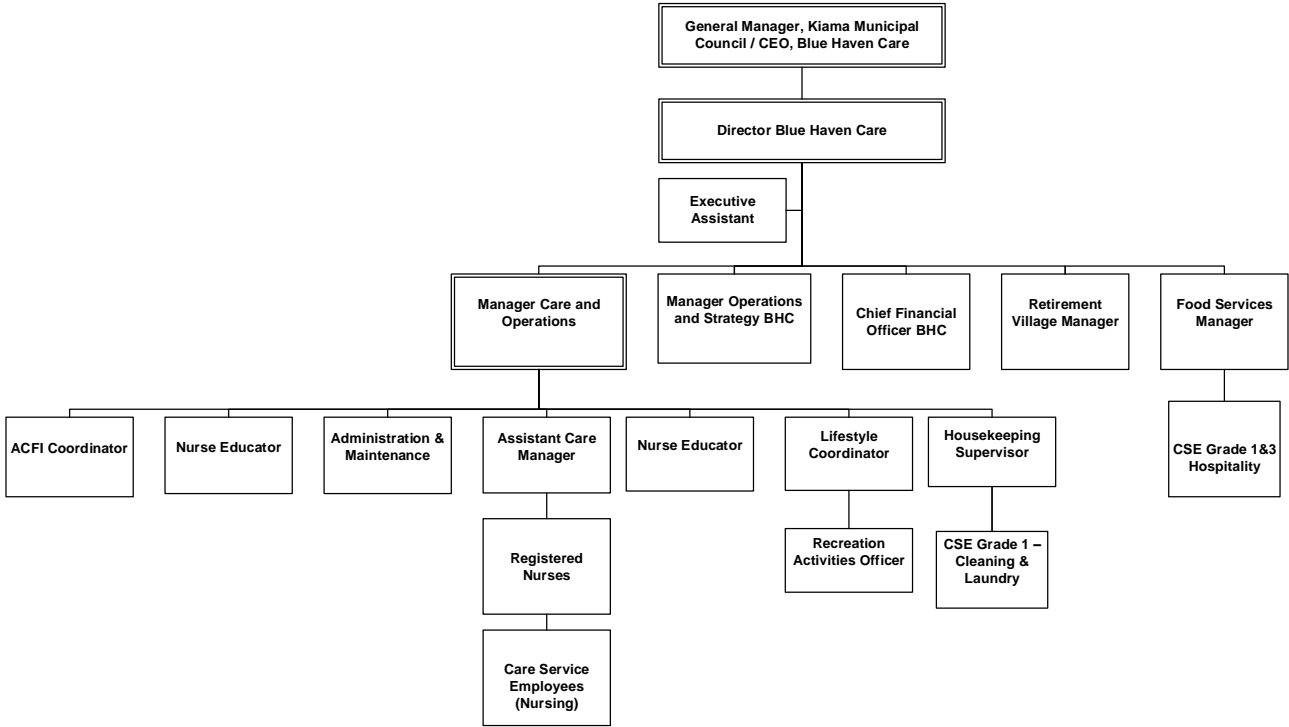 General Manager, Kiama Municipal
Council / CEO, Blue Haven Care
Director Blue Haven Care
Executive
Assistant
Manager Care and
Operations
Manager Operations
and Strategy BHC
Chief Financial
Officer BHC
Retirement
Village Manager
Food Services
Manager
ACFI Coordinator
Nurse Educator
Administration &
Maintenance
Assistant Care
Manager
Nurse Educator
Lifestyle
Coordinator
Housekeeping
Supervisor
CSE Grade 1&3
Hospitality
Registered
Nurses
Recreation
Activities Officer
CSE Grade 1 –
Cleaning &
Laundry
Care Service
Employees
(Nursing)